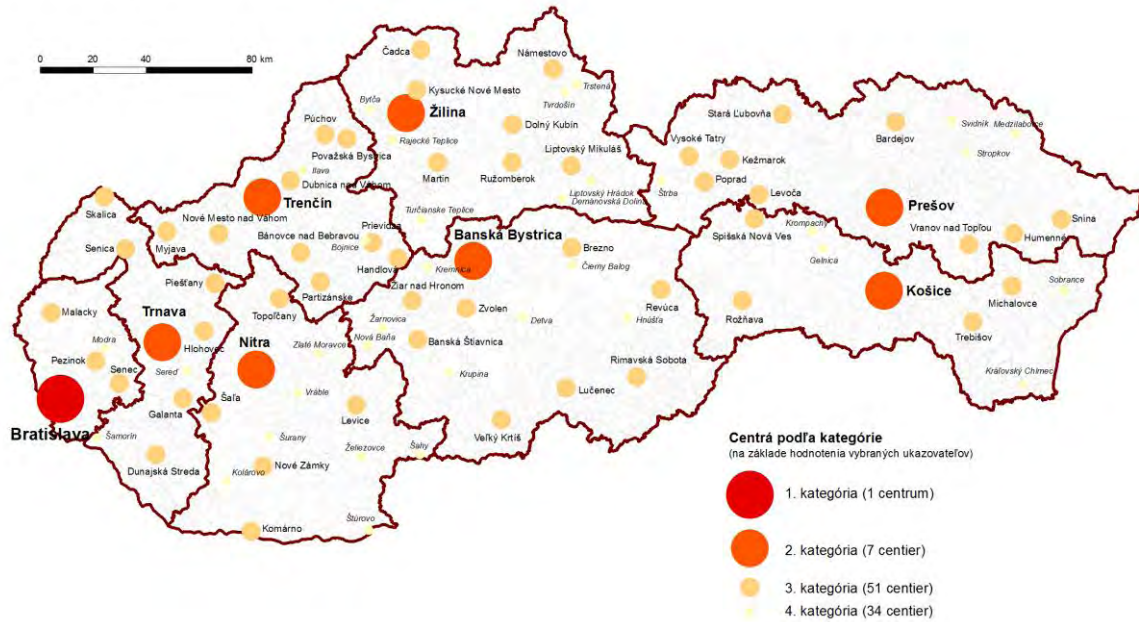 0 20 40 80 km
Čadca
Námestovo
Kysucké Nové Mesto
Trstená
Bytča
Tvrdošín
Žilina
Stará Ľubovňa
Púchov
Dolný Kubín
Svidník
Medzilaborce
Rajecké Teplice
Vysoké Tatry
Bardejov
Považská Bystrica
Liptovský Mikuláš
Stropkov
Ilava
Martin
Ružomberok
Kežmarok
Dubnica nad Váhom
Poprad
Liptovský Hrádok
Štrba
Demänovská Dolina
Levoča
Trenčín
Prešov
Skalica
Nové Mesto nad Váhom
Prievidza
Turčianske Teplice
Krompachy
Snina
Banská Bystrica
Spišská Nová Ves
Vranov nad Topľou
Humenné
Senica
Myjava
Bánovce nad Bebravou
Bojnice
Brezno
Gelnica
Handlová
Kremnica
Čierny Balog
Piešťany
Partizánske
Žiar nad Hronom
Košice
Sobrance
Michalovce
Malacky
Trnava
Topoľčany
Zvolen
Revúca
Rožňava
Žarnovica
Detva
Hnúšťa
Trebišov
Modra
Hlohovec
Nitra
Zlaté Moravce
Nová Baňa
Banská Štiavnica
Pezinok
Senec
Sereď
Krupina
Rimavská Sobota
Kráľovský Chlmec
Vráble
Lučenec
Galanta
Šaľa
Levice
Veľký Krtíš
Bratislava
Šamorín
Šurany
Želiezovce
Šahy
Dunajská Streda
Kolárovo
Nové Zámky
Štúrovo
Komárno
Centrá podľa kategórie
(na základe hodnotenia vybraných ukazovateľov)
1. kategória (1 centrum)
2. kategória (7 centier)
3. kategória (51 centier)
4. kategória (34 centier)